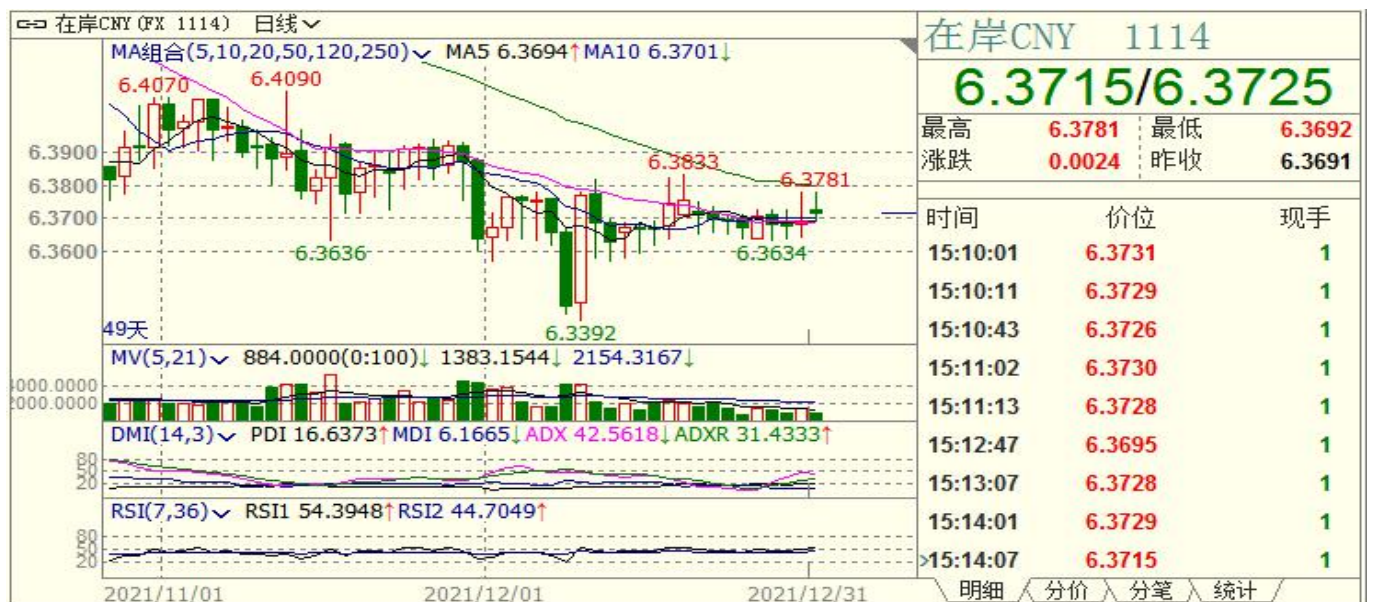 在岸CNY(FX 1114) 日线
MA组合(5,10,20,50,120,250) MA5 6.3694↑MA10 6.3701↓
6.4070
6.4090
6.3900
6.3833
6.3800
6.3781
6.3700
6.3600
6.3636
6.3634
6.3392
49天
MV(5,21) 884.0000(0:100)↓ 1383.1544↓ 2154.3167↓
4000.0000
2000.0000
DMI(14,3) PDI 16.6373↑MDI 6.1665↓ADX 42.5618↓ADXR 31.4333↑
80
50
20
RSI(7,36) RSI1 54.3948↑RSI2 44.7049↑
80
50
20
2021/11/01 2021/12/01 2021/12/31
在岸CNY 1114
6.3715/6.3725
最高 6.3781 最低 6.3692
涨跌 0.0024 昨收 6.3691
时间 价位 现手
15:10:01 6.3731 1
15:10:11 6.3729 1
15:10:43 6.3726 1
15:11:02 6.3730 1
15:11:13 6.3728 1
15:12:47 6.3695 1
15:13:07 6.3728 1
15:14:01 6.3729 1
>15:14:07 6.3715 1
明细 分价 分笔 统计